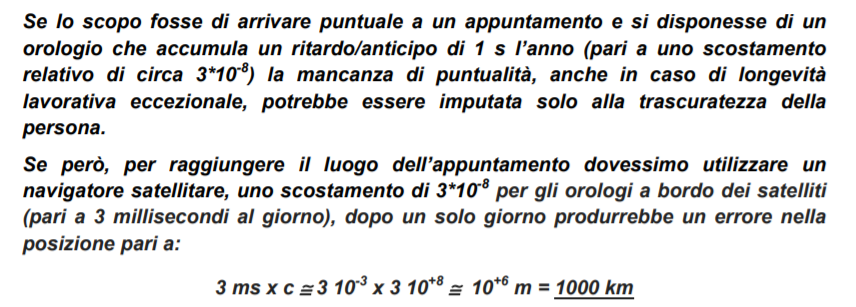 Se lo scopo fosse di arrivare puntuale a un appuntamento e si disponesse di un
orologio che accumula un ritardo/anticipo di 1 s l’anno (pari a uno scostamento
relativo di circa 3*10⁻⁸) la mancanza di puntualità, anche in caso di longevità
lavorativa eccezionale, potrebbe essere imputata solo alla trascuratezza della
persona.
Se però, per raggiungere il luogo dell’appuntamento dovessimo utilizzare un
navigatore satellitare, uno scostamento di 3*10⁻⁸ per gli orologi a bordo dei satelliti
(pari a 3 millisecondi al giorno), dopo un solo giorno produrrebbe un errore nella
posizione pari a:
3 ms x c ≅ 3 10⁻³ x 3 10⁺⁸ ≅ 10⁺⁶ m = 1000 km